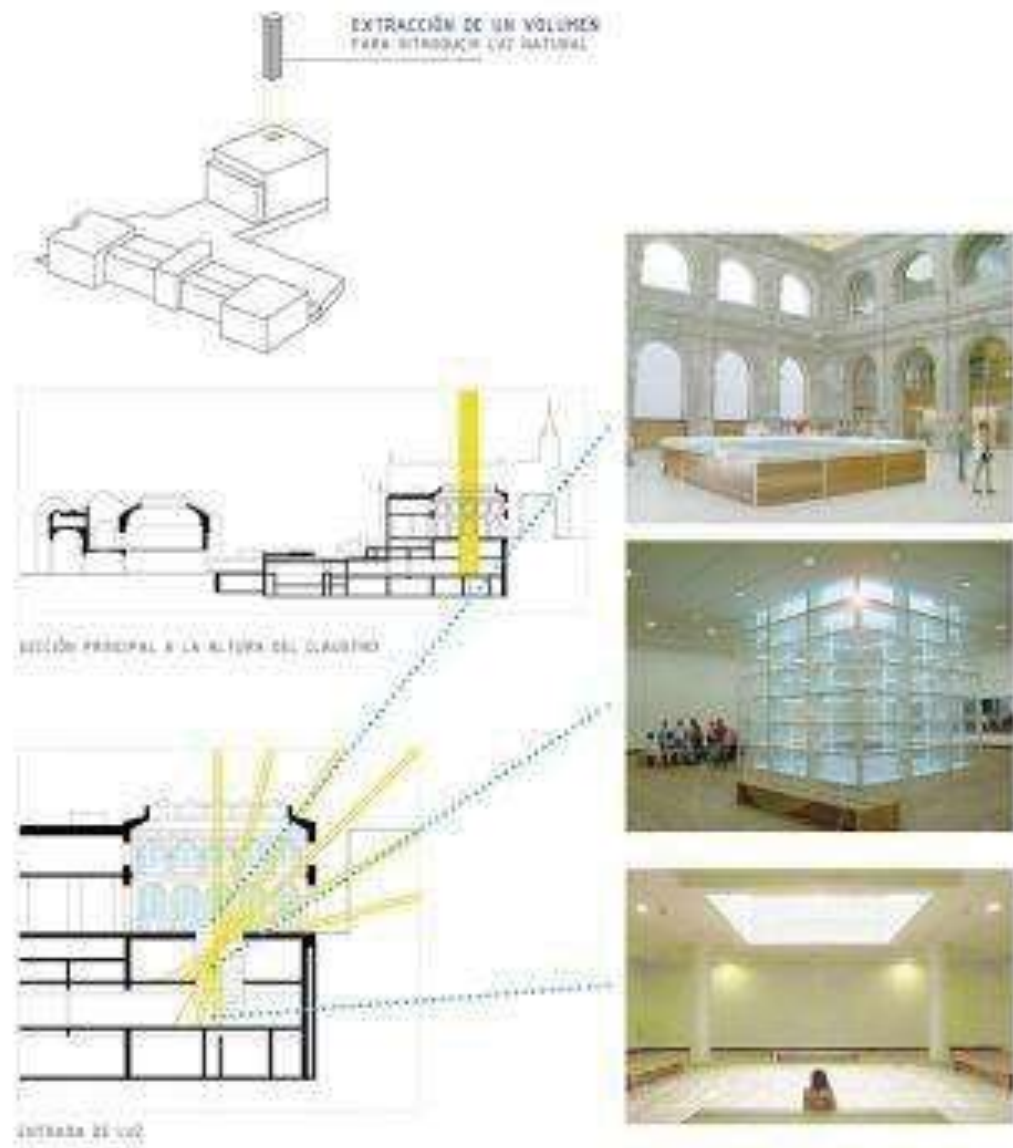 EXTRACCIÓN DE UN VOLUMEN
PARA INTRODUCIR LUZ NATURAL
SECCIÓN PRINCIPAL A LA ALTURA DEL CLAUSTRO
ENTRADA DE LUZ